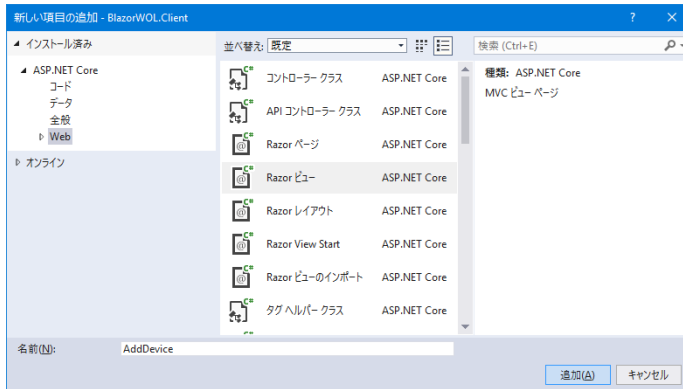 新しい項目の追加 - BlazorWOL.Client ? ×
インストール済み
ASP.NET Core
コード
データ
全般
Web
オンライン
並べ替え: 既定
コントローラー クラス ASP.NET Core
API コントローラー クラス ASP.NET Core
Razor ページ ASP.NET Core
Razor ビュー ASP.NET Core
Razor レイアウト ASP.NET Core
Razor View Start ASP.NET Core
Razor ビューのインポート ASP.NET Core
タグ ヘルパー クラス ASP.NET Core
検索 (Ctrl+E)
種類: ASP.NET Core
MVC ビュー ページ
名前(N): AddDevice
追加(A) キャンセル